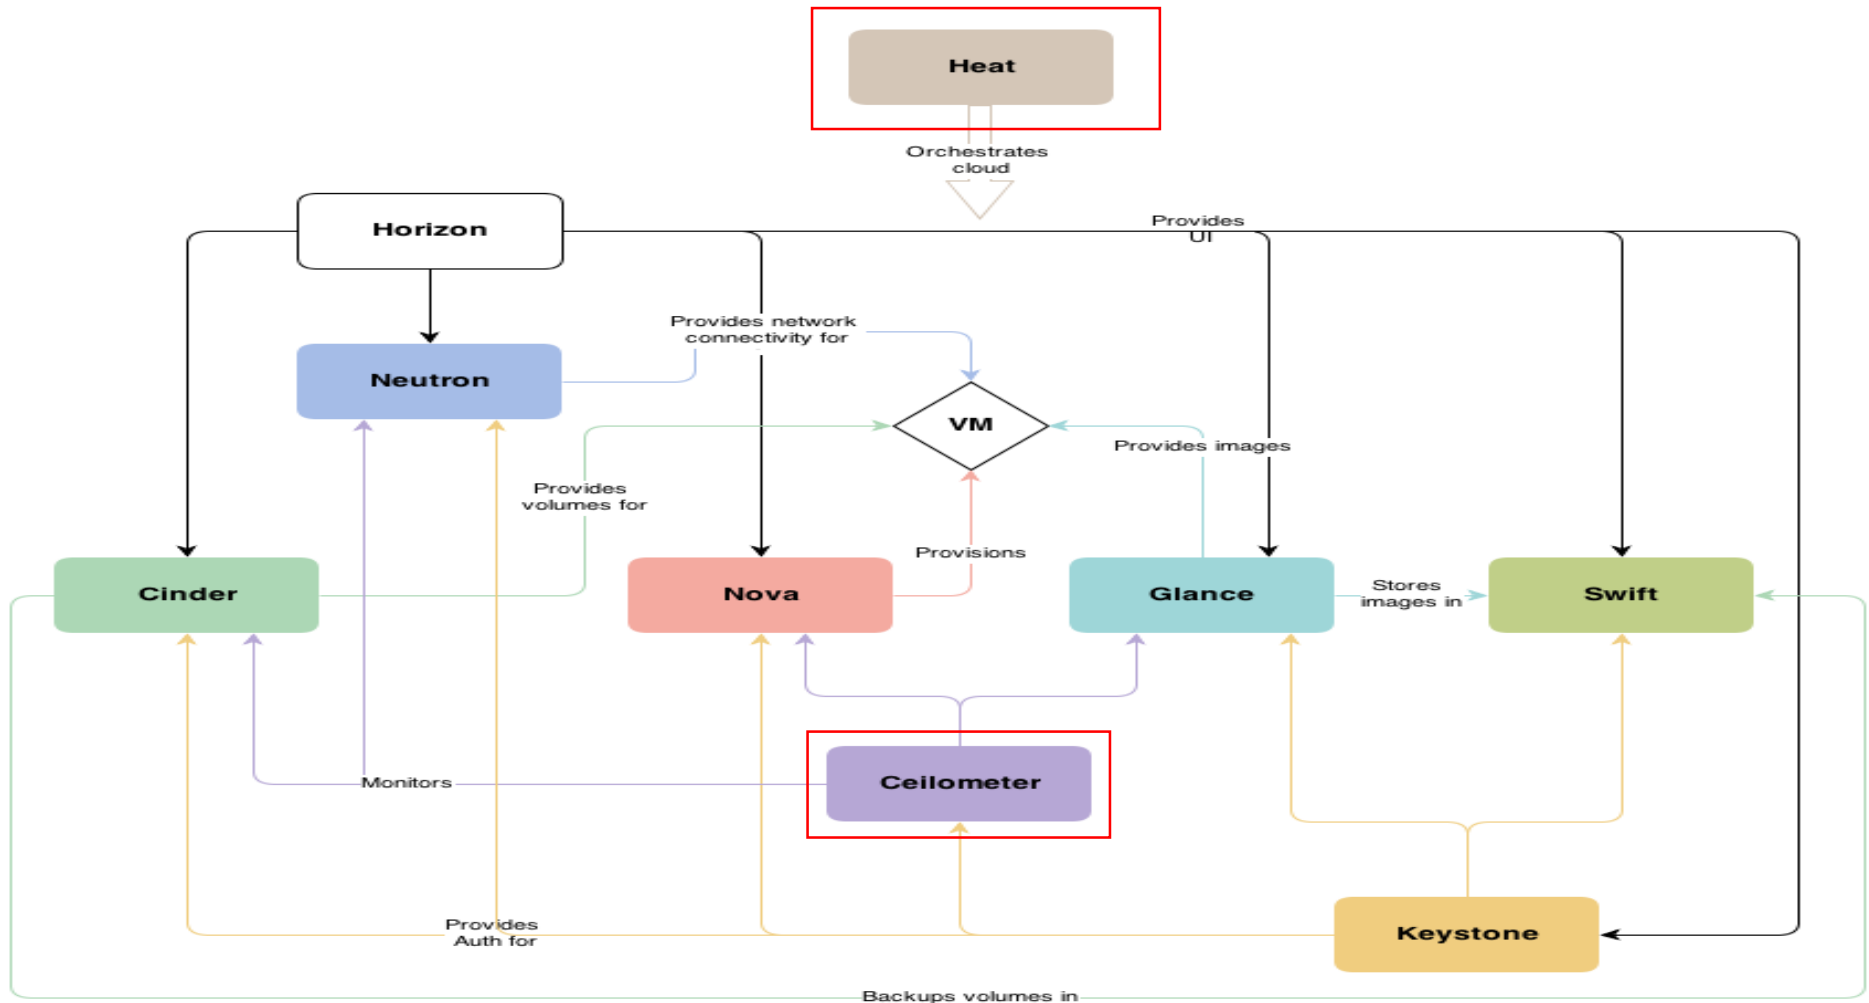 Heat
Orchestrates
cloud
Horizon
Provides
UI
Provides network
connectivity for
Neutron
VM
Provides images
Provides
volumes for
Provisions
Cinder
Nova
Glance
Stores
images in
Swift
Ceilometer
Monitors
Provides
Auth for
Keystone
Backups volumes in